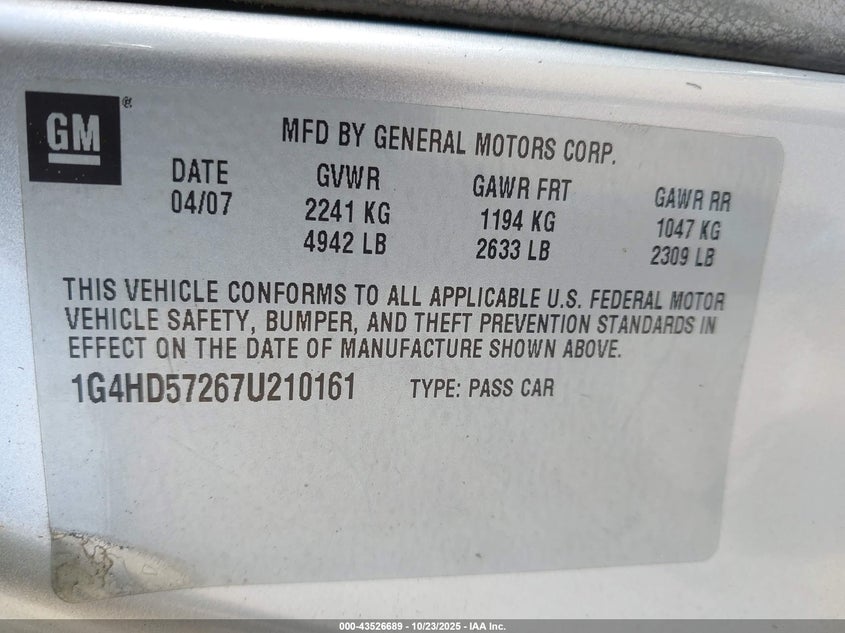 GM ®
MFD BY GENERAL MOTORS CORP.
DATE GVWR GAWR FRT GAWR RR
04/07 2241 KG 1194 KG 1047 KG
4942 LB 2633 LB 2309 LB
THIS VEHICLE CONFORMS TO ALL APPLICABLE U.S. FEDERAL MOTOR
VEHICLE SAFETY, BUMPER, AND THEFT PREVENTION STANDARDS IN
EFFECT ON THE DATE OF MANUFACTURE SHOWN ABOVE.
1G4HD57267U210161 TYPE: PASS CAR
000-43526689 - 10/23/2025 - IAA Inc.